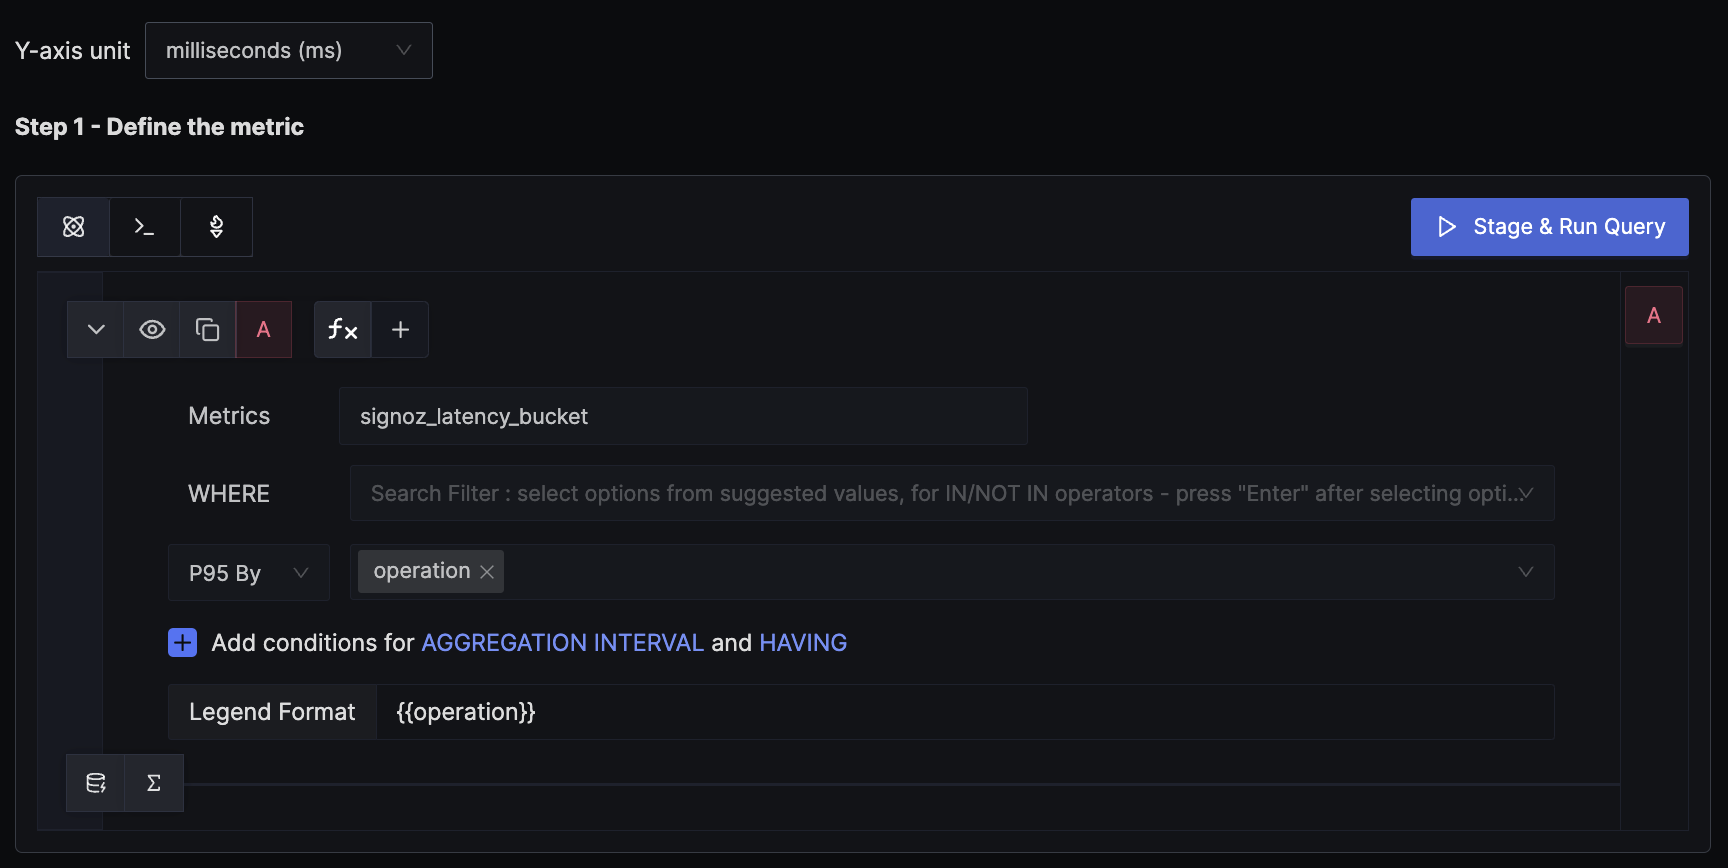 Y-axis unit milliseconds (ms)
Step 1 - Define the metric
Stage & Run Query
A
A
Metrics signoz_latency_bucket
WHERE Search Filter : select options from suggested values, for IN/NOT IN operators - press "Enter" after selecting opti...
P95 By operation
Add conditions for AGGREGATION INTERVAL and HAVING
Legend Format {{operation}}